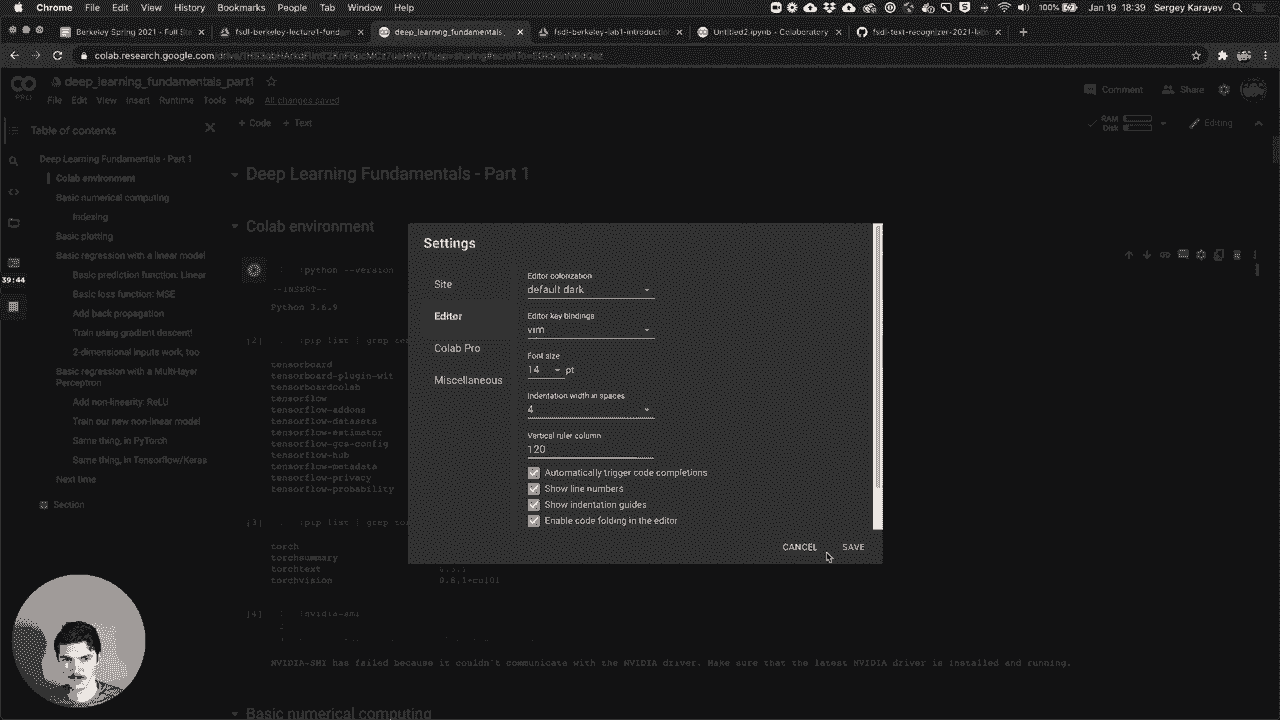 Chrome File Edit View History Bookmarks People Tab Window Help 100% Jan 19 18:39 Sergey Karayev
Berkeley Spring 2021 - Full St
fsdl-berkeley-lecture1-fundam
deep_learning_fundamentals_
fsdl-berkeley-lab1-introduction
Untitled2.ipynb - Colaboratory
fsdl-text-recognizer-2021-labs
colab.research.google.com
PRO
deep_learning_fundamentals_part1
File Edit View Insert Runtime Tools Help All changes saved
Comment Share
+ Code + Text
RAM
Disk
Editing
Table of contents
Deep Learning Fundamentals - Part 1
Colab environment
Basic numerical computing
Indexing
Basic plotting
Basic regression with a linear model
Basic prediction function: Linear
Basic loss function: MSE
Add back propagation
Train using gradient descent!
2-dimensional inputs work, too
Basic regression with a Multi-layer
Perceptron
Add non-linearity: ReLU
Train our new non-linear model
Same thing, in PyTorch
Same thing, in Tensorflow/Keras
Next time
Section
39:44
Deep Learning Fundamentals - Part 1
Colab environment
!python --version
--INSERT--
Python 3.6.9
[2] !pip list | grep
tensorboard
tensorboard-plugin-wit
tensorboardcolab
tensorflow
tensorflow-addons
tensorflow-datasets
tensorflow-estimator
tensorflow-gcs-config
tensorflow-hub
tensorflow-metadata
tensorflow-privacy
tensorflow-probability
[3] !pip list | grep
torch
torchsummary
torchtext
torchvision 0.8.1+cu101
[4] !nvidia-smi
NVIDIA-SMI has failed because it couldn't communicate with the NVIDIA driver. Make sure that the latest NVIDIA driver is installed and running.
Basic numerical computing
Settings
Site
Editor
Colab Pro
Miscellaneous
Editor colorization
default dark
Editor key bindings
vim
Font size
14 pt
Indentation width in spaces
4
Vertical ruler column
120
Automatically trigger code completions
Show line numbers
Show indentation guides
Enable code folding in the editor
CANCEL SAVE